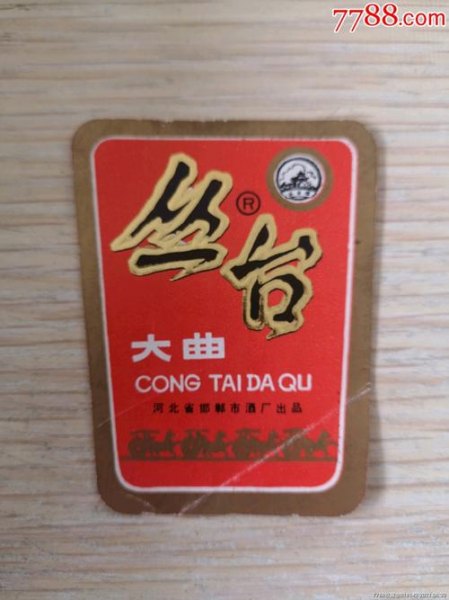 7788.com
丛台
®
大曲
CONG TAI DA QU
河北省邯郸市酒厂出品